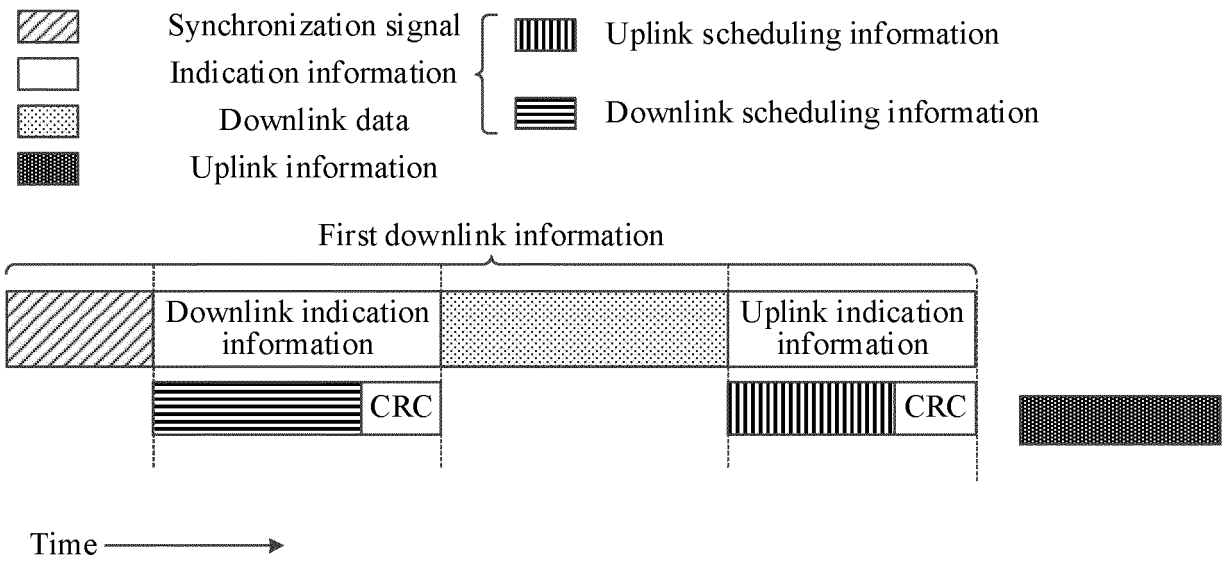 Synchronization signal
Indication information
Downlink data
Uplink information
Uplink scheduling information
Downlink scheduling information
First downlink information
Downlink indication
information
Uplink indication
information
CRC
CRC
Time